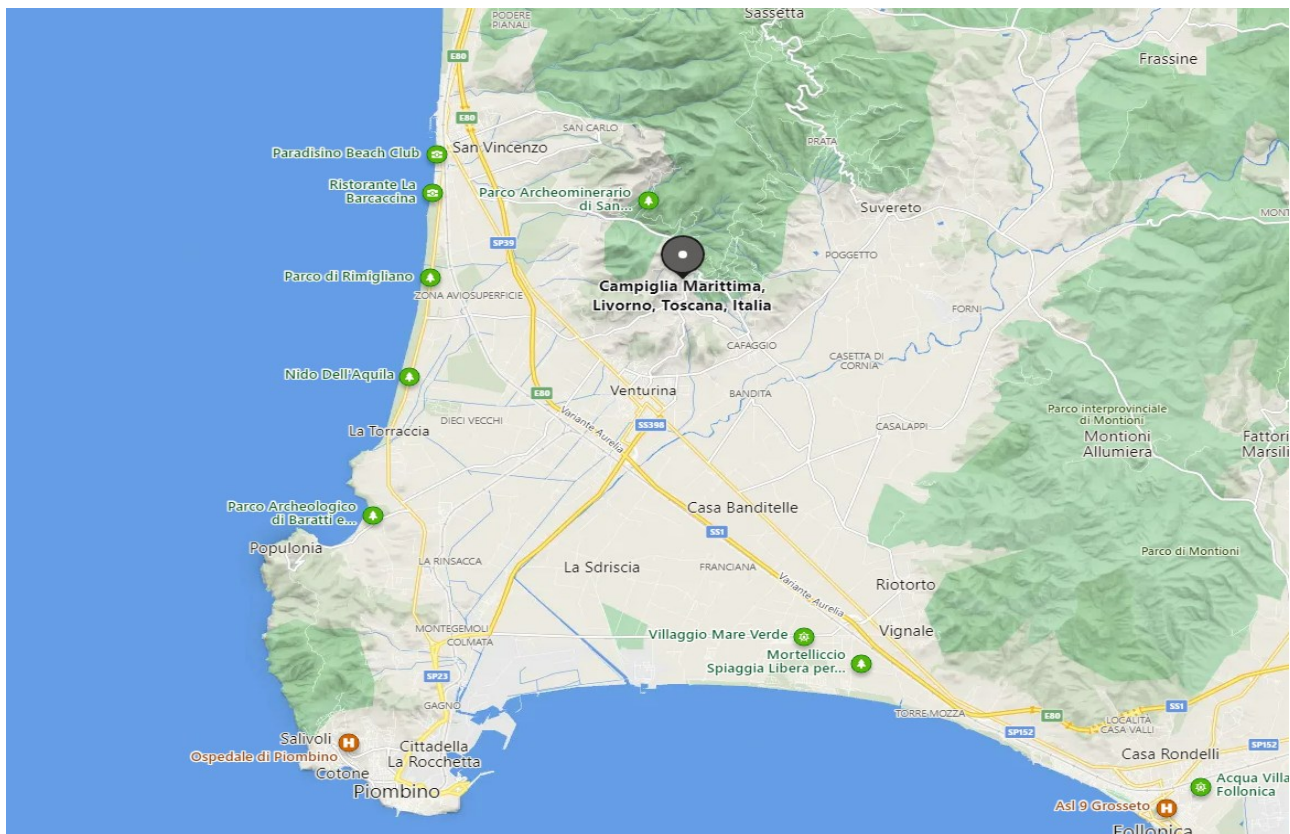 PODERE
PIANALI
Sassetta
Frassine
E80
E80
SAN CARLO
PRATA
San Vincenzo
Paradisino Beach Club
Ristorante La
Barcaccina
Parco Archeominerario
di San...
Suvereto
SP39
POGGETTO
Parco di Rimigliano
ZONA AVIOSUPERFICIE
Campiglia Marittima,
Livorno, Toscana, Italia
FORNI
CAFAGGIO
CASETTA DI
CORNIA
Nido Dell'Aquila
E80
Venturina
BANDITA
DIECI VECCHI
Variante Aurelia
SS398
CASALAPPI
La Torraccia
Parco interprovinciale
di Montioni
Montioni
Allumiera
Fattori
Marsili
Parco Archeologico
di Baratti e...
Casa Banditelle
SS1
Populonia
LA RINSACCA
La Sdriscia
FRANCIANA
Parco di Montioni
Variante Aurelia
Riotorto
MONTEGEMOLI
COLMATA
Villaggio Mare Verde
Vignale
Mortelliccio
Spiaggia Libera per...
SP23
GAGNO
TORRE MOZZA
E80
SS1
LOCALITÀ
CASA VALLI
SP152
SP152
Salivoli
Ospedale di Piombino
Cotone
Cittadella
La Rocchetta
Piombino
Casa Rondelli
Acqua Villa
Follonica
Asl 9 Grosseto
Follonica